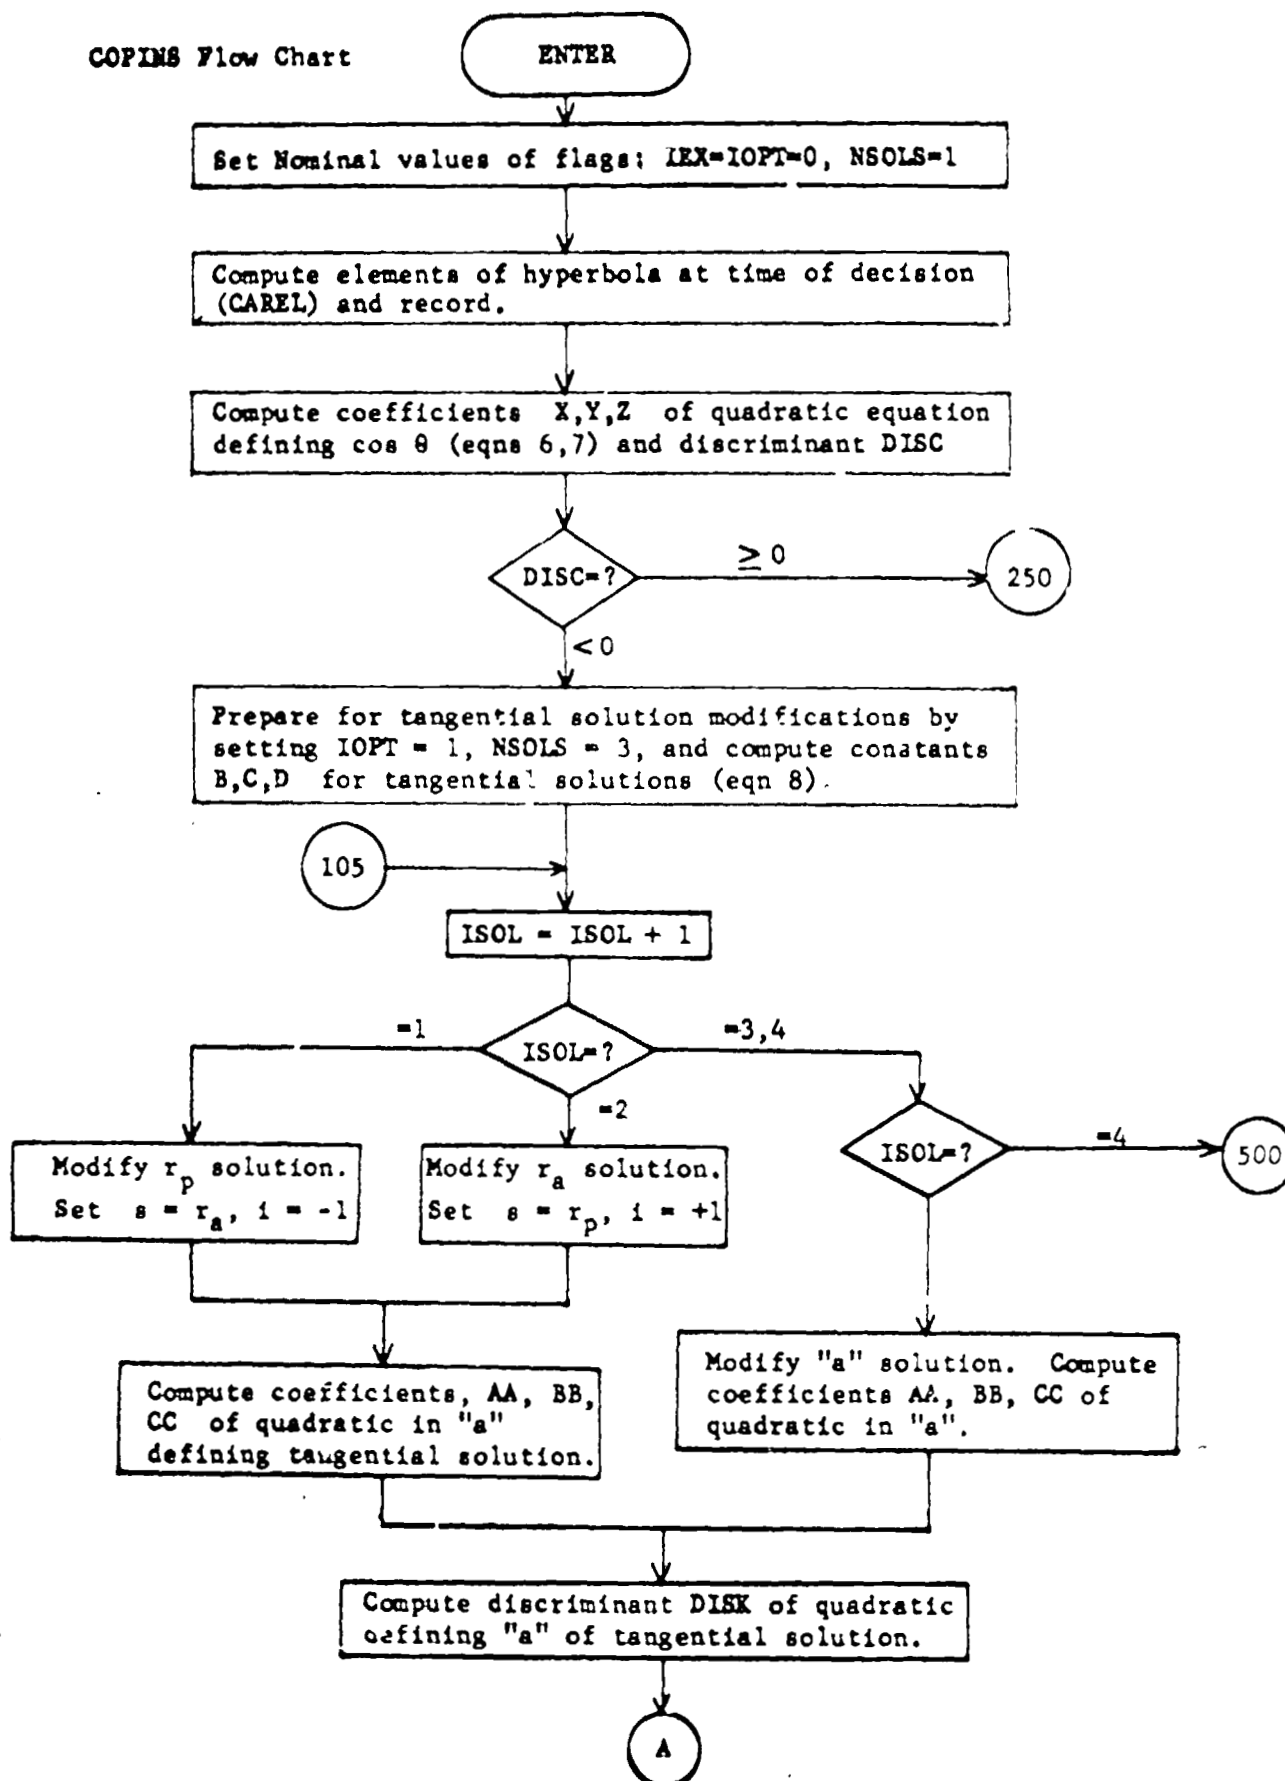 COPINS Flow Chart
ENTER
Set Nominal values of flags; IEX=IOPT=0, NSOLS=1
Compute elements of hyperbola at time of decision
(CAREL) and record.
Compute coefficients X,Y,Z of quadratic equation
defining cos θ (eqns 6,7) and discriminant DISC
DISC=?
≥ 0
250
< 0
Prepare for tangential solution modifications by
setting IOPT = 1, NSOLS = 3, and compute constants
B,C,D for tangential solutions (eqn 8).
105
ISOL = ISOL + 1
=1
ISOL=?
=3,4
=2
ISOL=?
=4
500
Modify r_p solution.
Set s = r_a, i = -1
Modify r_a solution.
Set s = r_p, i = +1
Compute coefficients, AA, BB,
CC of quadratic in "a"
defining tangential solution.
Modify "a" solution. Compute
coefficients AA, BB, CC of
quadratic in "a".
Compute discriminant DISK of quadratic
defining "a" of tangential solution.
A